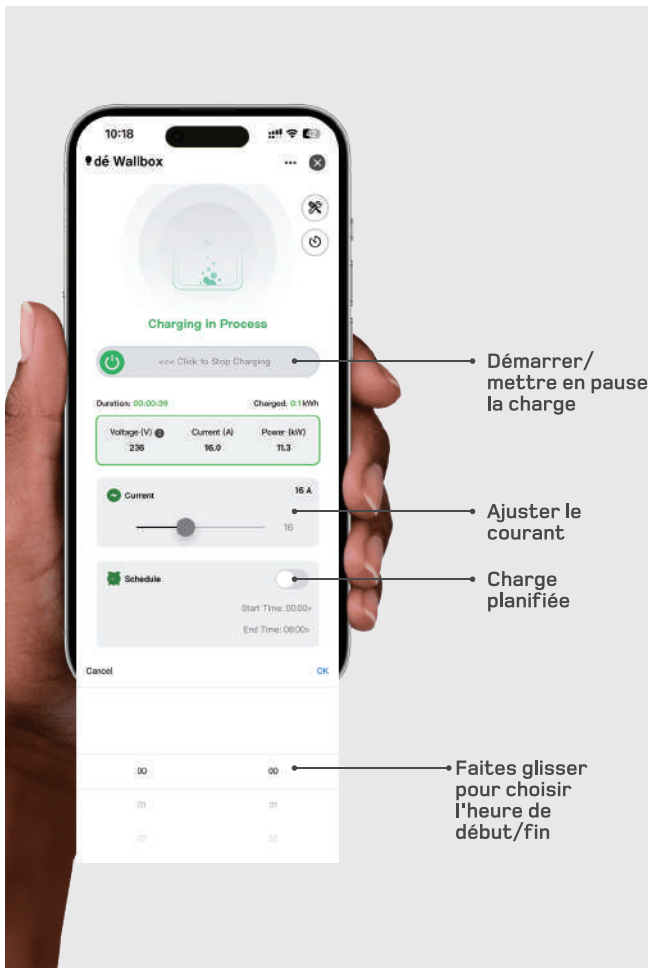 10:18
dé Wallbox
Charging in Process
<<< Click to Stop Charging
Démarrer/
mettre en pause
la charge
Duration: 00:00:39 Charged: 0.1 kWh
Voltage (V) Current (A) Power (kW)
236 16.0 11.3
Current 16 A
16
Ajuster le
courant
Schedule
Charge
planifiée
Start Time: 00:00>
End Time: 08:00>
Cancel OK
00 00
01 01
02 02
Faites glisser
pour choisir
l'heure de
début/fin